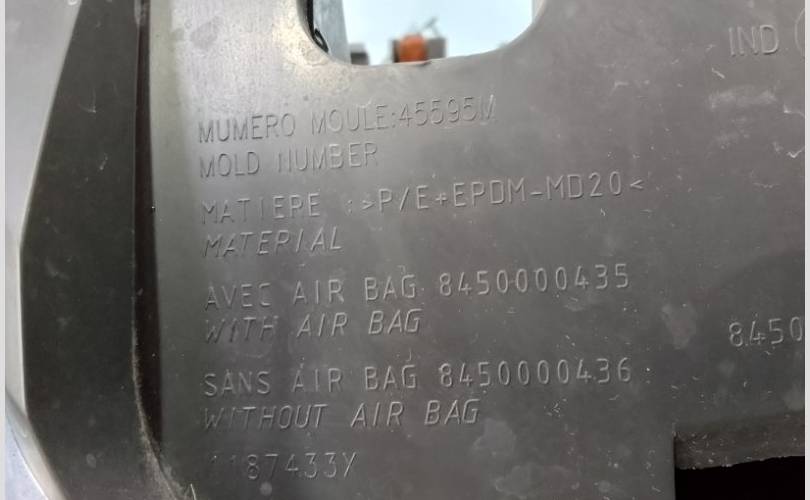 IND
MUMERO MOULE:45595M
MOLD NUMBER
MATIERE :>P/E+EPDM-MD20<
MATERIAL
AVEC AIR BAG 8450000435
WITH AIR BAG
8450
SANS AIR BAG 8450000436
WITHOUT AIR BAG
1187433Y